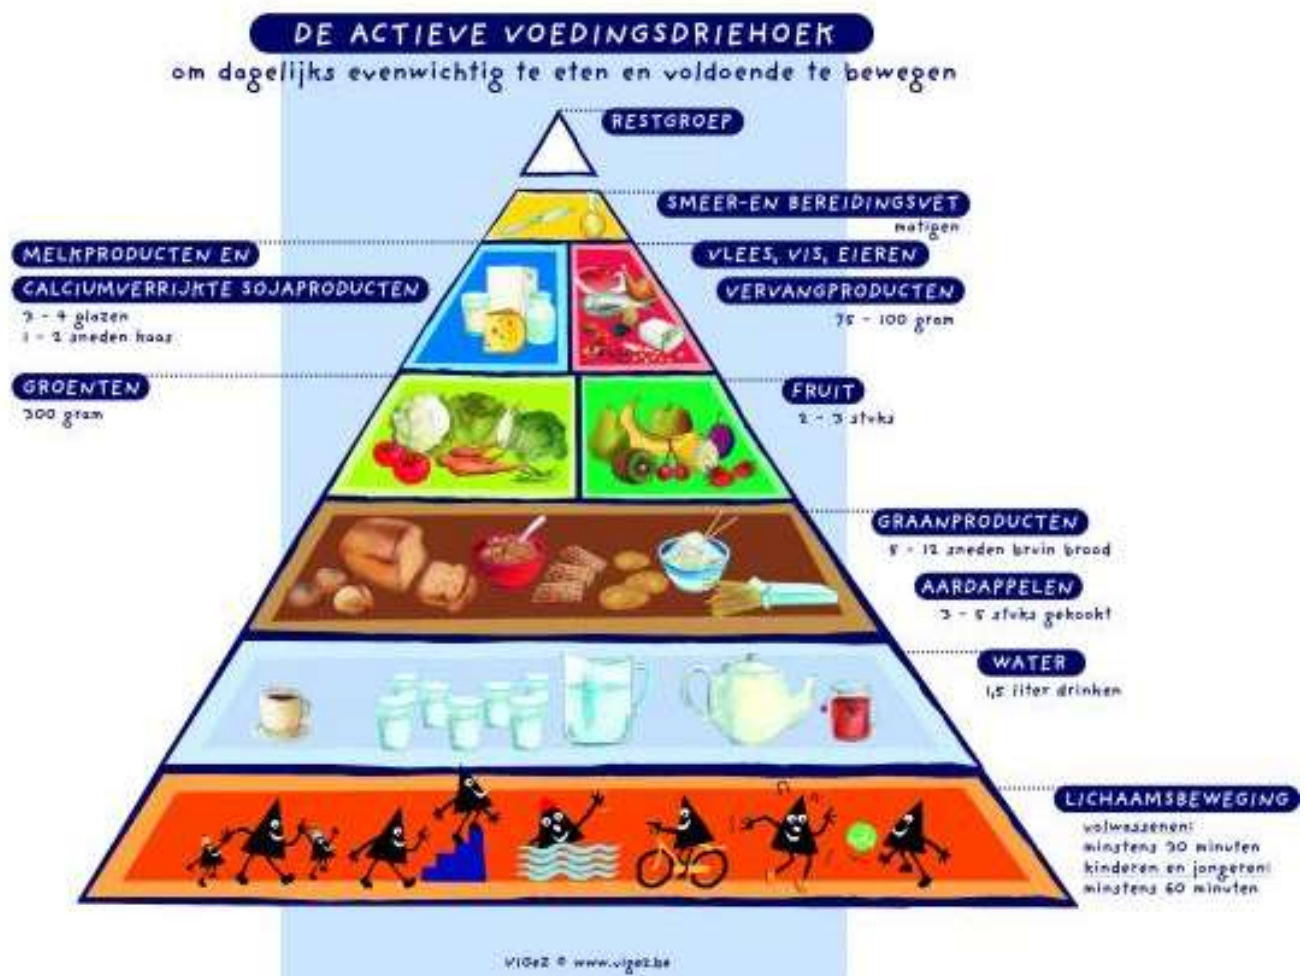 DE ACTIEVE VOEDINGSDRIEHOEK
om dagelijks evenwichtig te eten en voldoende te bewegen
RESTGROEP
SMEER-EN BEREIDINGSVET
matigen
MELKPRODUCTEN EN
CALCIUMVERRIJKTE SOJAPRODUCTEN
3 - 4 glazen
1 - 2 sneden kaas
VLEES, VIS, EIEREN
VERVANGPRODUCTEN
75 - 100 gram
GROENTEN
300 gram
FRUIT
2 - 3 stuks
GRAANPRODUCTEN
5 - 12 sneden bruin brood
AARDAPPELEN
3 - 5 stuks gekookt
WATER
1,5 liter drinken
LICHAAMSBEWEGING
volwassenen:
minstens 30 minuten
kinderen en jongeren:
minstens 60 minuten
VIGeZ © www.vigez.be